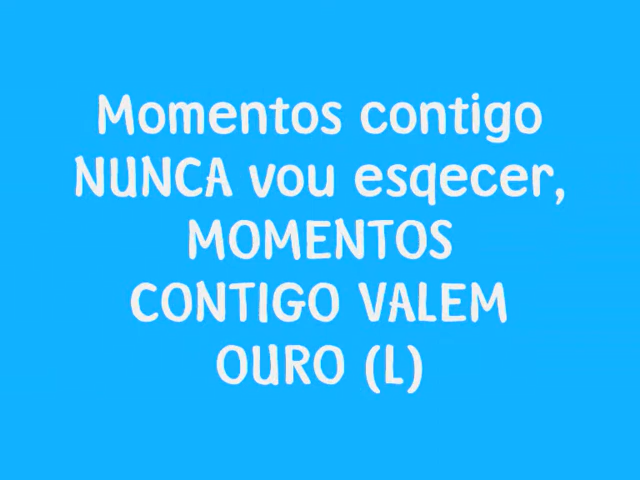 Momentos contigo
NUNCA vou esqecer,
MOMENTOS
CONTIGO VALEM
OURO (L)